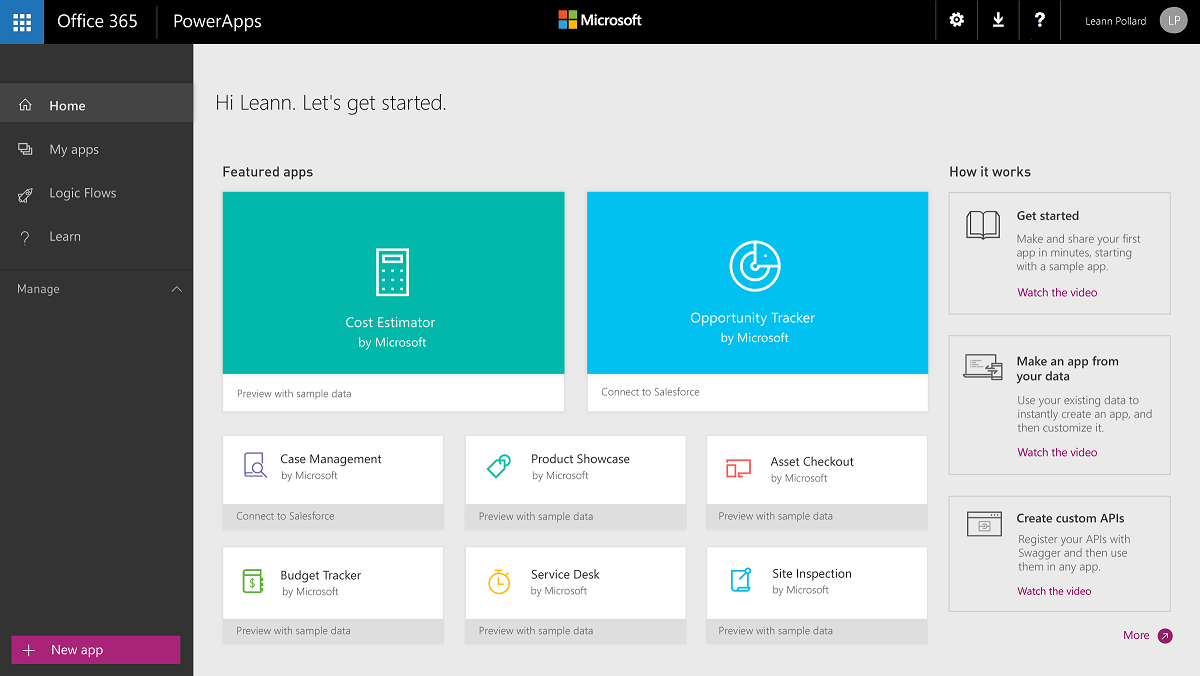 Office 365
PowerApps
Microsoft
?
Leann Pollard
LP
Home
My apps
Logic Flows
? Learn
Manage
+ New app
Hi Leann. Let's get started.
Featured apps
Cost Estimator
by Microsoft
Preview with sample data
Opportunity Tracker
by Microsoft
Connect to Salesforce
Case Management
by Microsoft
Connect to Salesforce
Product Showcase
by Microsoft
Preview with sample data
Asset Checkout
by Microsoft
Preview with sample data
$
Budget Tracker
by Microsoft
Preview with sample data
Service Desk
by Microsoft
Preview with sample data
Site Inspection
by Microsoft
Preview with sample data
How it works
Get started
Make and share your first
app in minutes, starting
with a sample app.
Watch the video
Make an app from
your data
Use your existing data to
instantly create an app, and
then customize it.
Watch the video
Create custom APIs
Register your APIs with
Swagger and then use
them in any app.
Watch the video
More